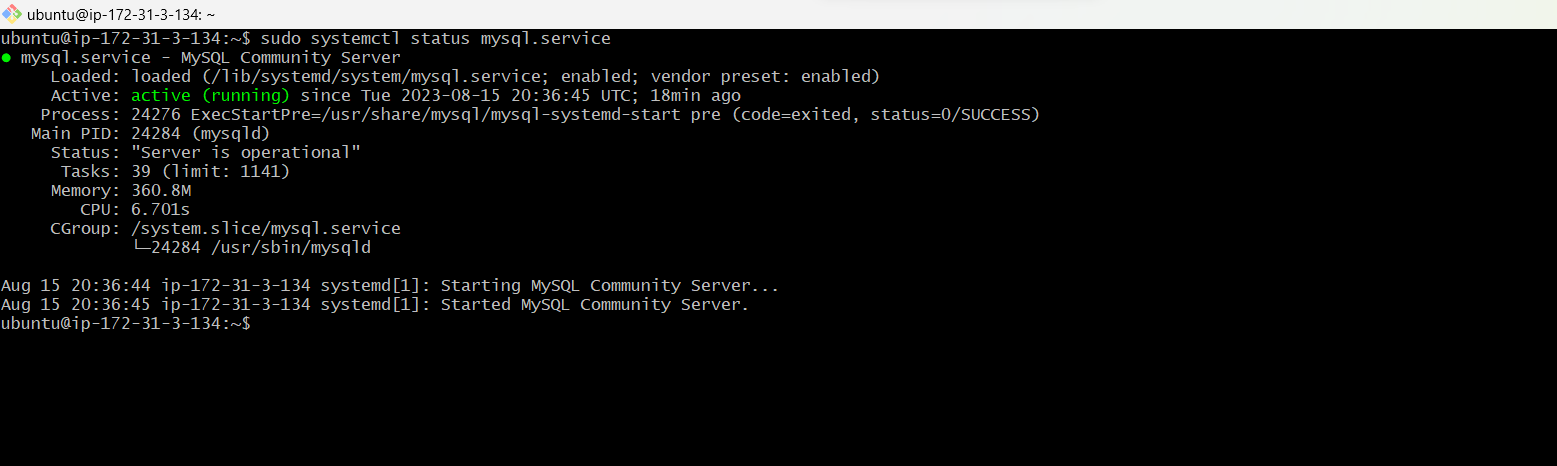 ubuntu@ip-172-31-3-134: ~
ubuntu@ip-172-31-3-134:~$ sudo systemctl status mysql.service
● mysql.service - MySQL Community Server
     Loaded: loaded (/lib/systemd/system/mysql.service; enabled; vendor preset: enabled)
     Active: active (running) since Tue 2023-08-15 20:36:45 UTC; 18min ago
    Process: 24276 ExecStartPre=/usr/share/mysql/mysql-systemd-start pre (code=exited, status=0/SUCCESS)
   Main PID: 24284 (mysqld)
     Status: "Server is operational"
      Tasks: 39 (limit: 1141)
     Memory: 360.8M
        CPU: 6.701s
     CGroup: /system.slice/mysql.service
             └─24284 /usr/sbin/mysqld

Aug 15 20:36:44 ip-172-31-3-134 systemd[1]: Starting MySQL Community Server...
Aug 15 20:36:45 ip-172-31-3-134 systemd[1]: Started MySQL Community Server.
ubuntu@ip-172-31-3-134:~$